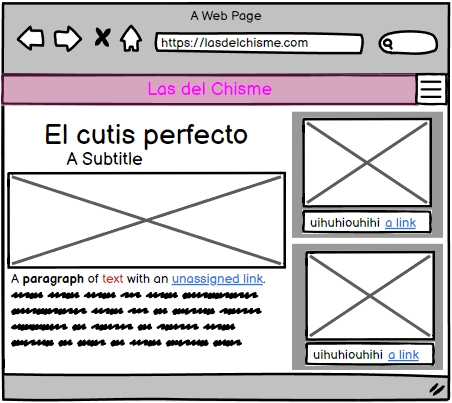 A Web Page
https://lasdelchisme.com
Las del Chisme
El cutis perfecto
A Subtitle
A paragraph of text with an unassigned link.
uihuhiouhihi a link
uihuhiouhihi a link